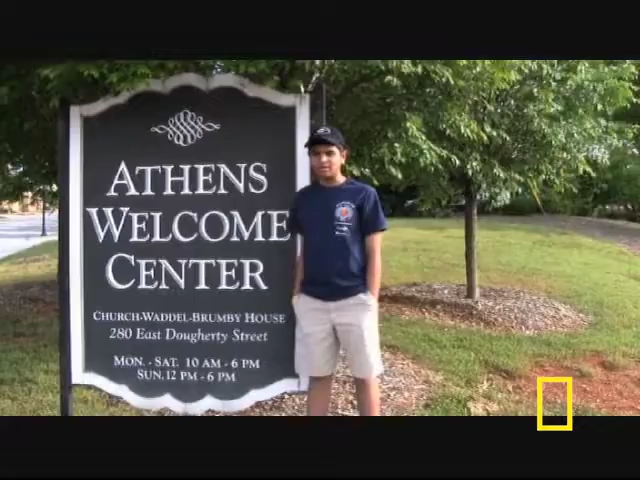 ATHENS
WELCOME
CENTER
CHURCH-WADDEL-BRUMBY HOUSE
280 East Dougherty Street
MON. - SAT. 10 AM - 6 PM
SUN. 12 PM - 6 PM